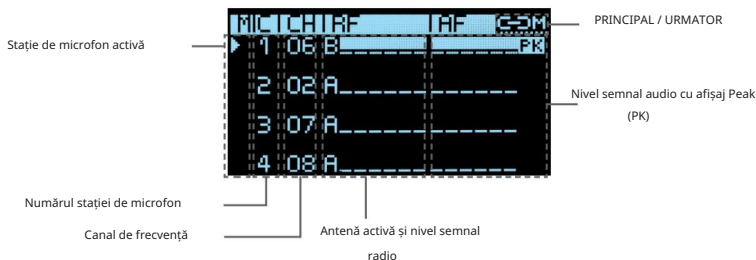 MIC CH RF AF C-M
PRINCIPAL / URMATOR
Stație de microfon activă
1 06 B PK
2 02 A
Nivel semnal audio cu afișaj Peak
(PK)
3 07 A
4 08 A
Numărul stației de microfon
Canal de frecvență
Antenă activă și nivel semnal
radio